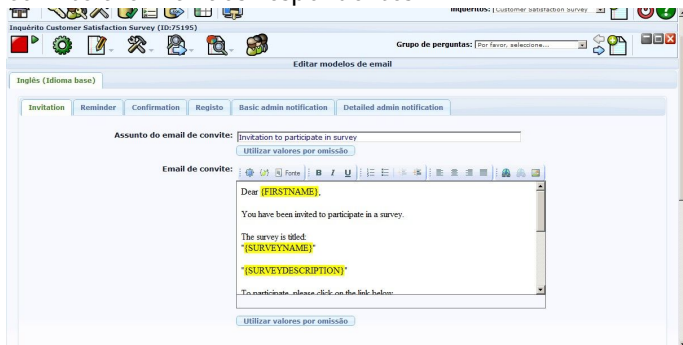 Inquéritos: Customer Satisfaction Survey
Inquérito Customer Satisfaction Survey (ID:75195)
Grupo de perguntas: Por favor, seleccione...
Editar modelos de email
Inglés (Idioma base)
Invitation Reminder Confirmation Registo Basic admin notification Detailed admin notification
Assunto do email de convite: Invitation to participate in survey
Utilizar valores por omissão
Email de convite: Fonte B I U
Dear {FIRSTNAME},
You have been invited to participate in a survey.
The survey is titled:
"{SURVEYNAME}"
"{SURVEYDESCRIPTION}"
To participate, please click on the link below
Utilizar valores por omissão